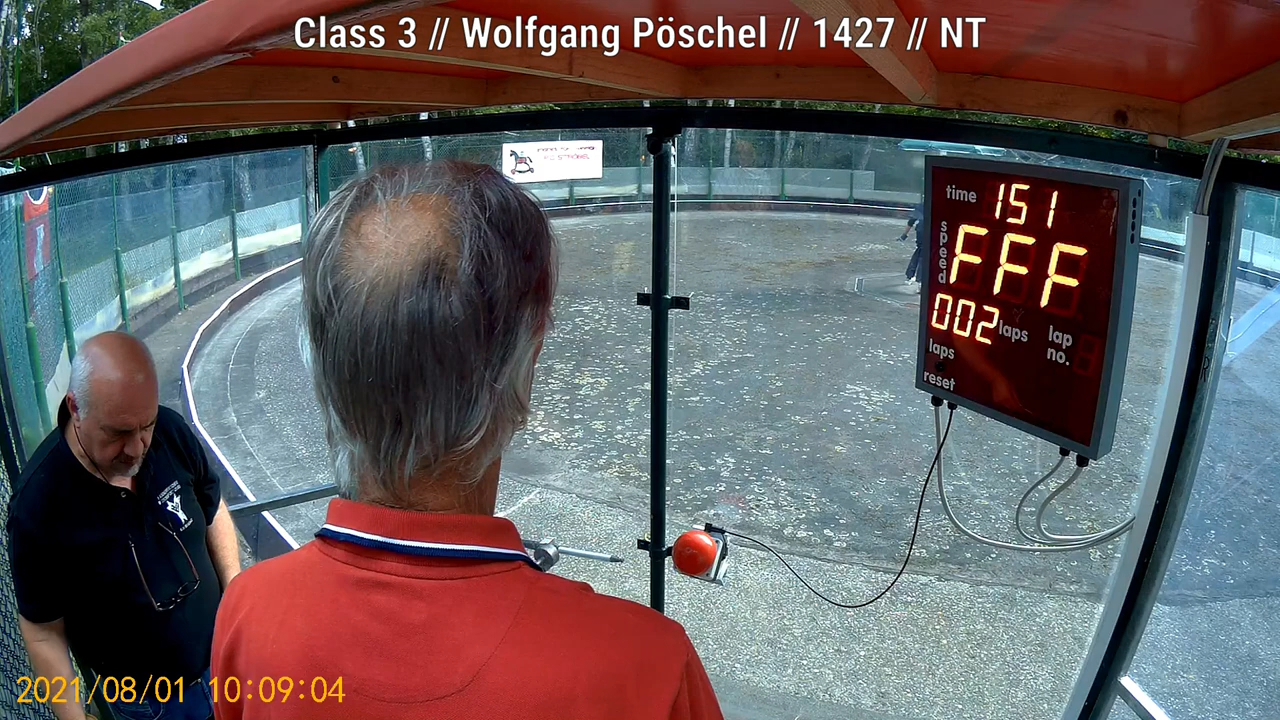 Class 3 // Wolfgang Pöschel // 1427 // NT
time 151
speed FFF
002 laps lap no.
laps
reset
2021/08/01 10:09:04